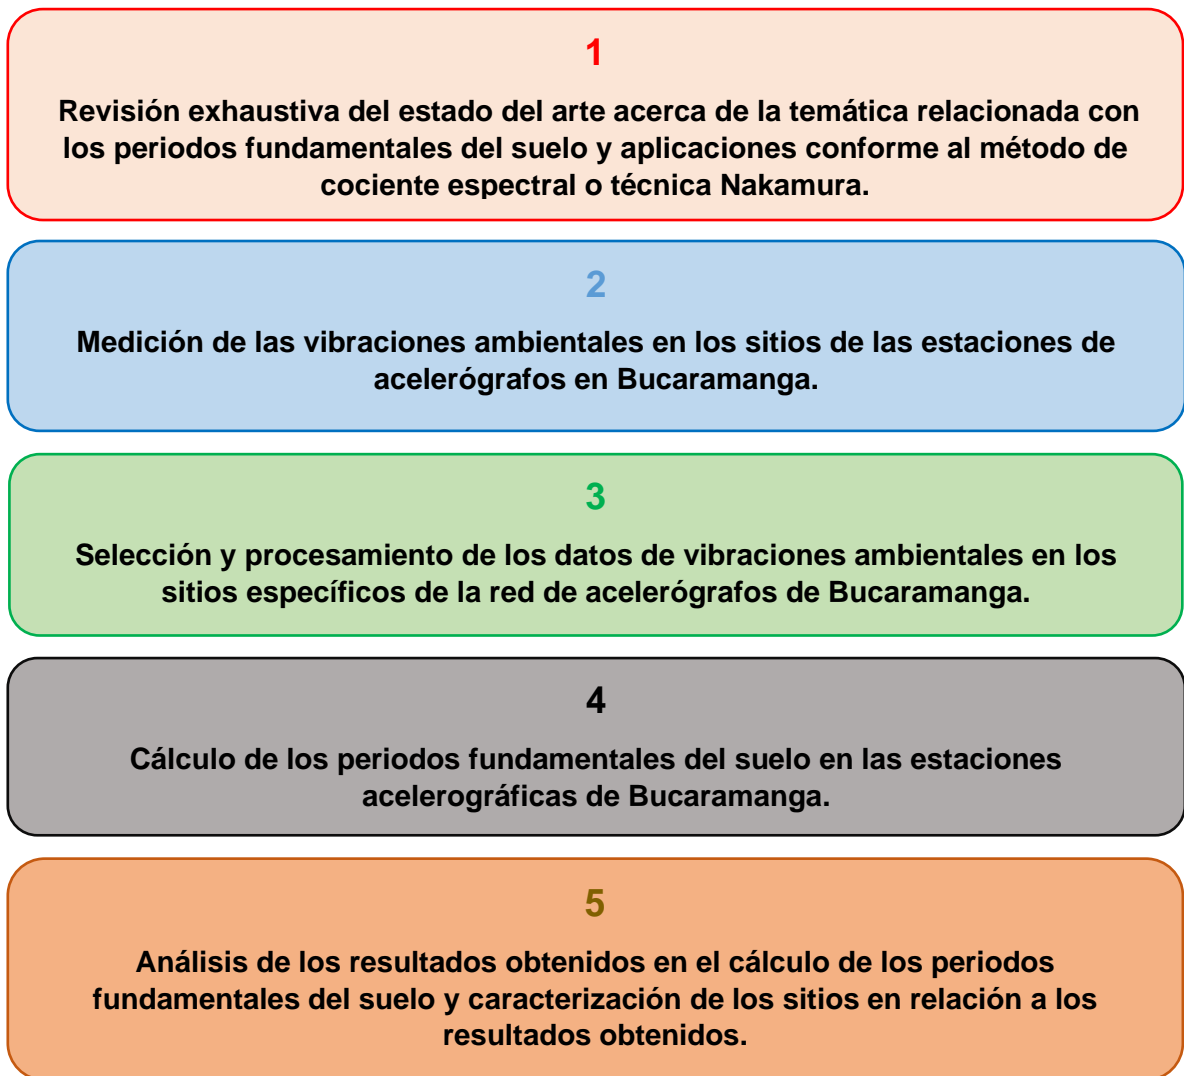 1
Revisión exhaustiva del estado del arte acerca de la temática relacionada con
los periodos fundamentales del suelo y aplicaciones conforme al método de
cociente espectral o técnica Nakamura.
2
Medición de las vibraciones ambientales en los sitios de las estaciones de
acelerógrafos en Bucaramanga.
3
Selección y procesamiento de los datos de vibraciones ambientales en los
sitios específicos de la red de acelerógrafos de Bucaramanga.
4
Cálculo de los periodos fundamentales del suelo en las estaciones
acelerográficas de Bucaramanga.
5
Análisis de los resultados obtenidos en el cálculo de los periodos
fundamentales del suelo y caracterización de los sitios en relación a los
resultados obtenidos.